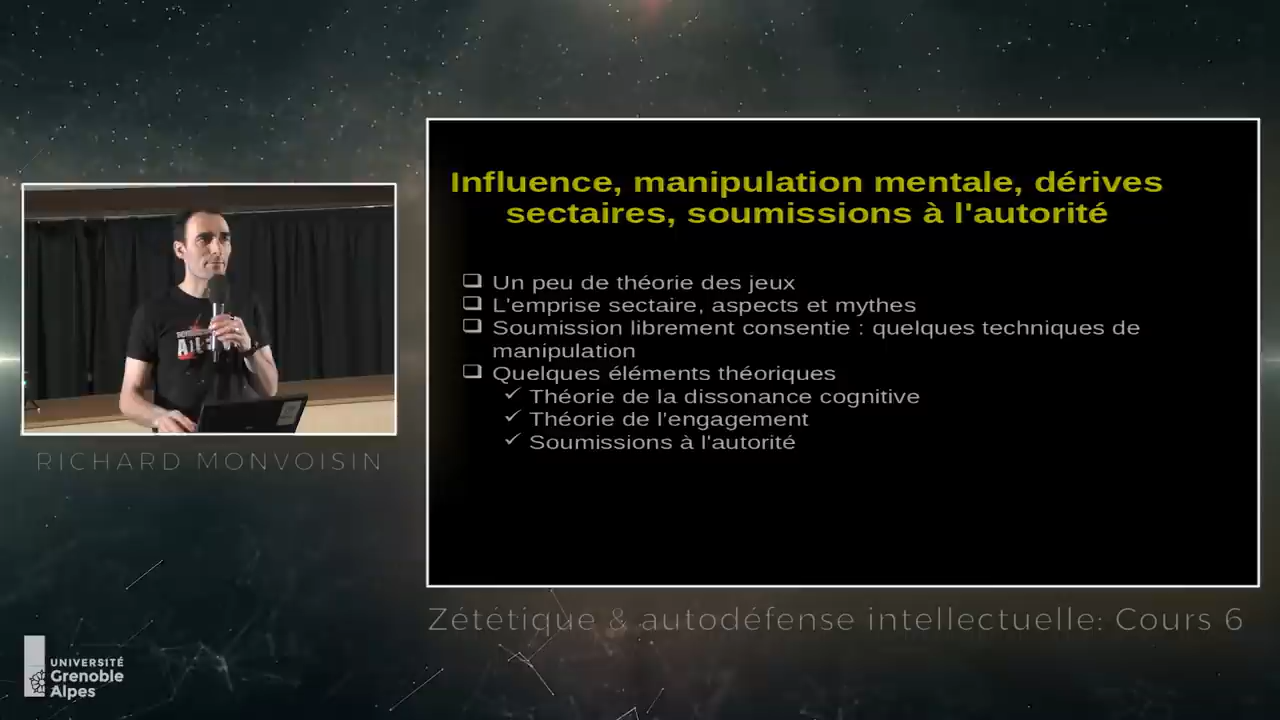 Influence, manipulation mentale, dérives
sectaires, soumissions à l'autorité
Un peu de théorie des jeux
L'emprise sectaire, aspects et mythes
Soumission librement consentie : quelques techniques de
manipulation
Quelques éléments théoriques
Théorie de la dissonance cognitive
Théorie de l'engagement
Soumissions à l'autorité
RICHARD MONVOISIN
Zététique & autodéfense intellectuelle: Cours 6
UNIVERSITÉ
Grenoble
Alpes